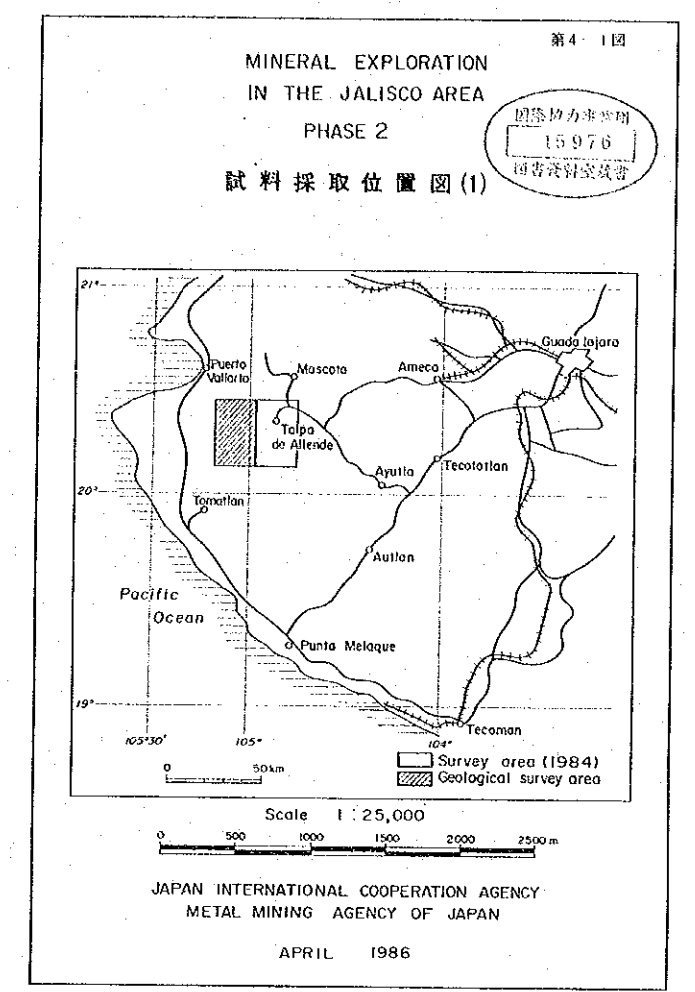 第4-1図
MINERAL EXPLORATION
IN THE JALISCO AREA
PHASE 2
国際協力事業団
15976
図書資料室蔵書
試料採取位置図(1)
21°
Guadalajara
Puerto
Vallarta
Mascota
Ameca
Talpa
de Allende
Ayutla
Tecolotlan
20°
Tomatlan
Autlan
Pacific
Ocean
Punta Melaque
19°
Tecoman
105°30'
105°
104°
0 50km
Survey area (1984)
Geological survey area
Scale 1:25,000
0 500 1000 1500 2000 2500m
JAPAN INTERNATIONAL COOPERATION AGENCY
METAL MINING AGENCY OF JAPAN
APRIL 1986